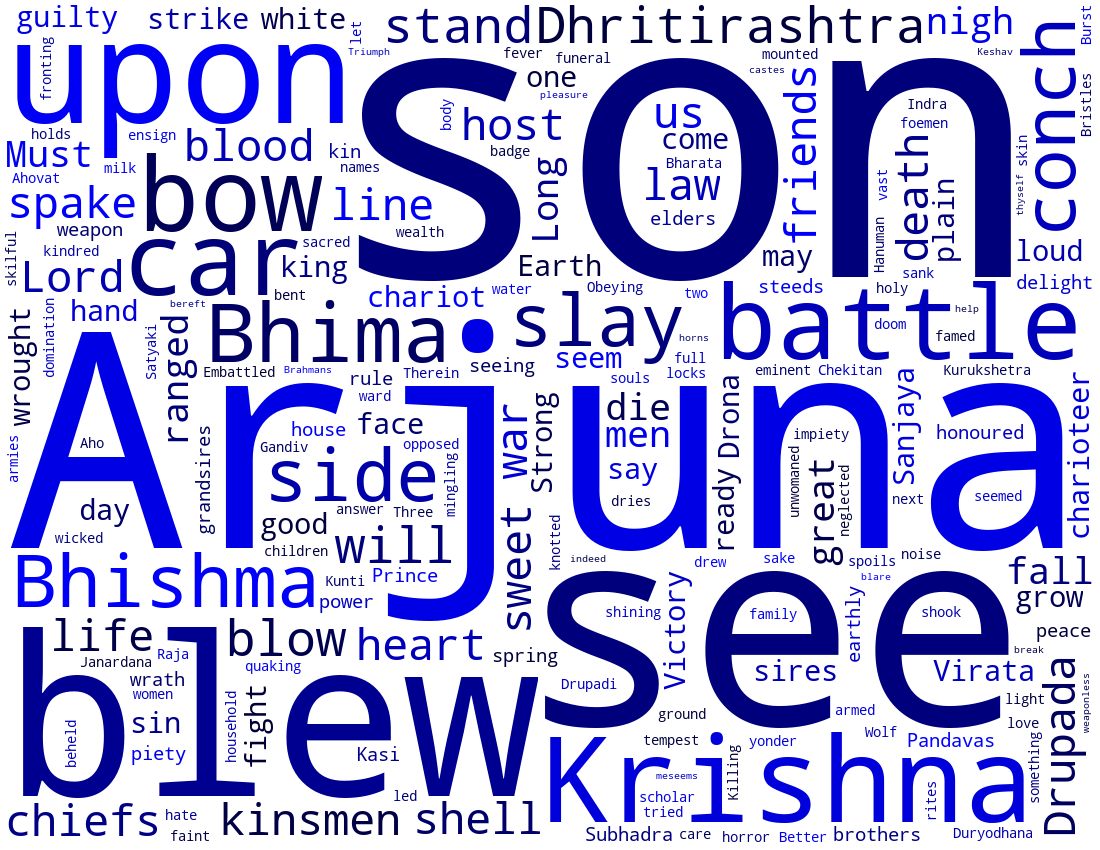 guilty
strike
white
let
stand
Dhritirashtra
nigh
Burst
fronting
upon
Triumph
fever
funeral
mounted
Keshav
conch
son
castes
one
pleasure
friends
Bristles
body
host
us
Indra
foemen
holds
ensign
blood
kin
badge
come
Must
milk
names
Long
Bharata
law
death
skin
Ahovat
bow
vast
plain
thyself
spake
line
elders
weapon
wealth
Hanuman
skilful
kindred
car
sacred
Earth
may
loud
Lord
king
sank
bent
chariot
water
Obeying
two
steeds
holy
delight
hand
bereft
slay
battle
help
domination
Bhima
horns
doom
famed
wrought
Satyaki
ranged
seeing
seem
full
Embattled
Brahmans
rule
Therein
locks
eminent
Chekitan
Kurukshetra
souls
ward
Arjuna
house
face
war
Strong
die
Drona
Sanjaya
charioteer
armies
Aho
grandsires
Gandiv
opposed
men
impiety
honoured
side
mingling
say
unwomaned
great
neglected
day
answer
Three
dries
ready
next
seemed
good
wicked
children
will
sweet
knotted
indeed
drew
sake
spoils
noise
Bhishma
Kunti
Prince
blare
fall
power
see
grow
life
blow
shining
Victory
family
earthly
shook
peace
Janardana
Raja
heart
spring
break
wrath
quaking
sires
Virata
Drupada
weaponless
women
Drupadi
blew
light
sin
household
fight
ground
armed
love
beheld
piety
Kasi
tempest
yonder
Wolf
Pandavas
something
Krishna
meseems
Killing
led
scholar
rites
chiefs
hate
kinsmen
shell
tried
faint
Subhadra
care
horror
Better
brothers
Duryodhana